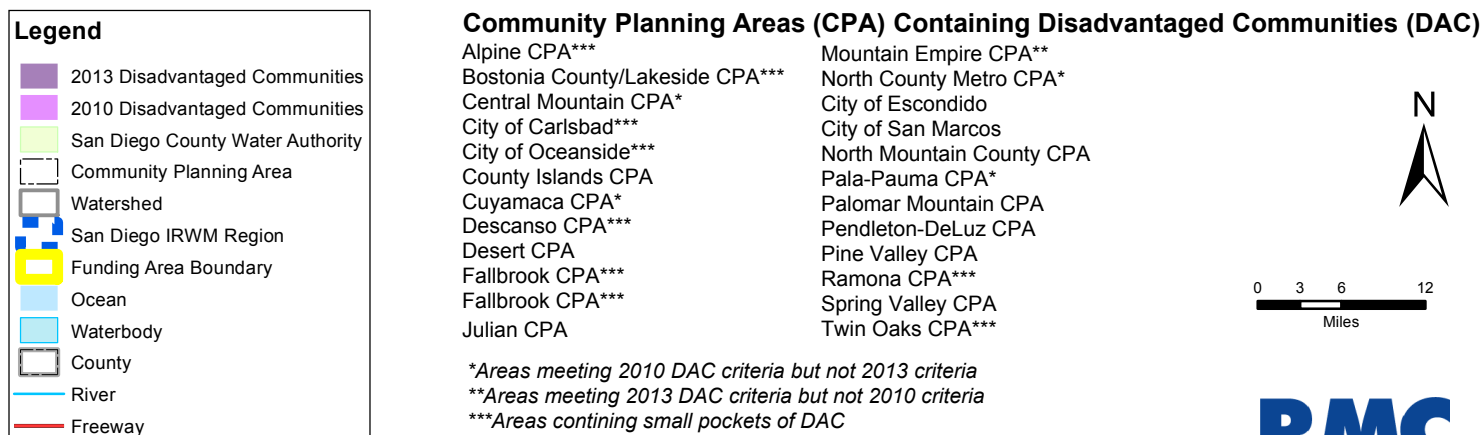 Legend
2013 Disadvantaged Communities
2010 Disadvantaged Communities
San Diego County Water Authority
Community Planning Area
Watershed
San Diego IRWM Region
Funding Area Boundary
Ocean
Waterbody
County
River
Freeway
Community Planning Areas (CPA) Containing Disadvantaged Communities (DAC)
Alpine CPA***
Bostonia County/Lakeside CPA***
Central Mountain CPA*
City of Carlsbad***
City of Oceanside***
County Islands CPA
Cuyamaca CPA*
Descanso CPA***
Desert CPA
Fallbrook CPA***
Fallbrook CPA***
Julian CPA
Mountain Empire CPA**
North County Metro CPA*
City of Escondido
City of San Marcos
North Mountain County CPA
Pala-Pauma CPA*
Palomar Mountain CPA
Pendleton-DeLuz CPA
Pine Valley CPA
Ramona CPA***
Spring Valley CPA
Twin Oaks CPA***
*Areas meeting 2010 DAC criteria but not 2013 criteria
**Areas meeting 2013 DAC criteria but not 2010 criteria
***Areas contining small pockets of DAC
N
0 3 6 12
Miles
RMC